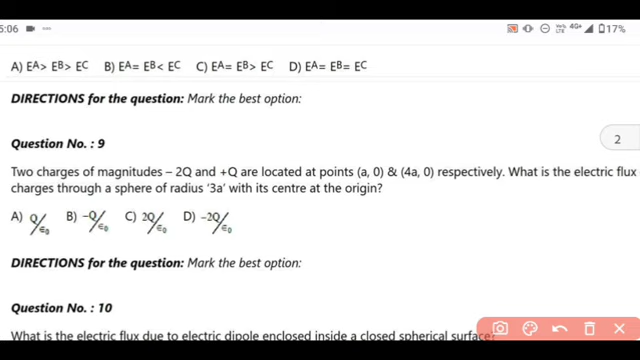 5:06 Vo) LTE 4G+ 17%
A) EA> EB> EC B) EA= EB< EC C) EA= EB> EC D) EA= EB= EC
DIRECTIONS for the question: Mark the best option:
Question No. : 9
2
Two charges of magnitudes – 2Q and +Q are located at points (a, 0) & (4a, 0) respectively. What is the electric flux
charges through a sphere of radius ‘3a’ with its centre at the origin?
A) Q/∈0 B) –Q/∈0 C) 2Q/∈0 D) –2Q/∈0
DIRECTIONS for the question: Mark the best option:
Question No. : 10
What is the electric flux due to electric dipole enclosed inside a closed spherical surface?